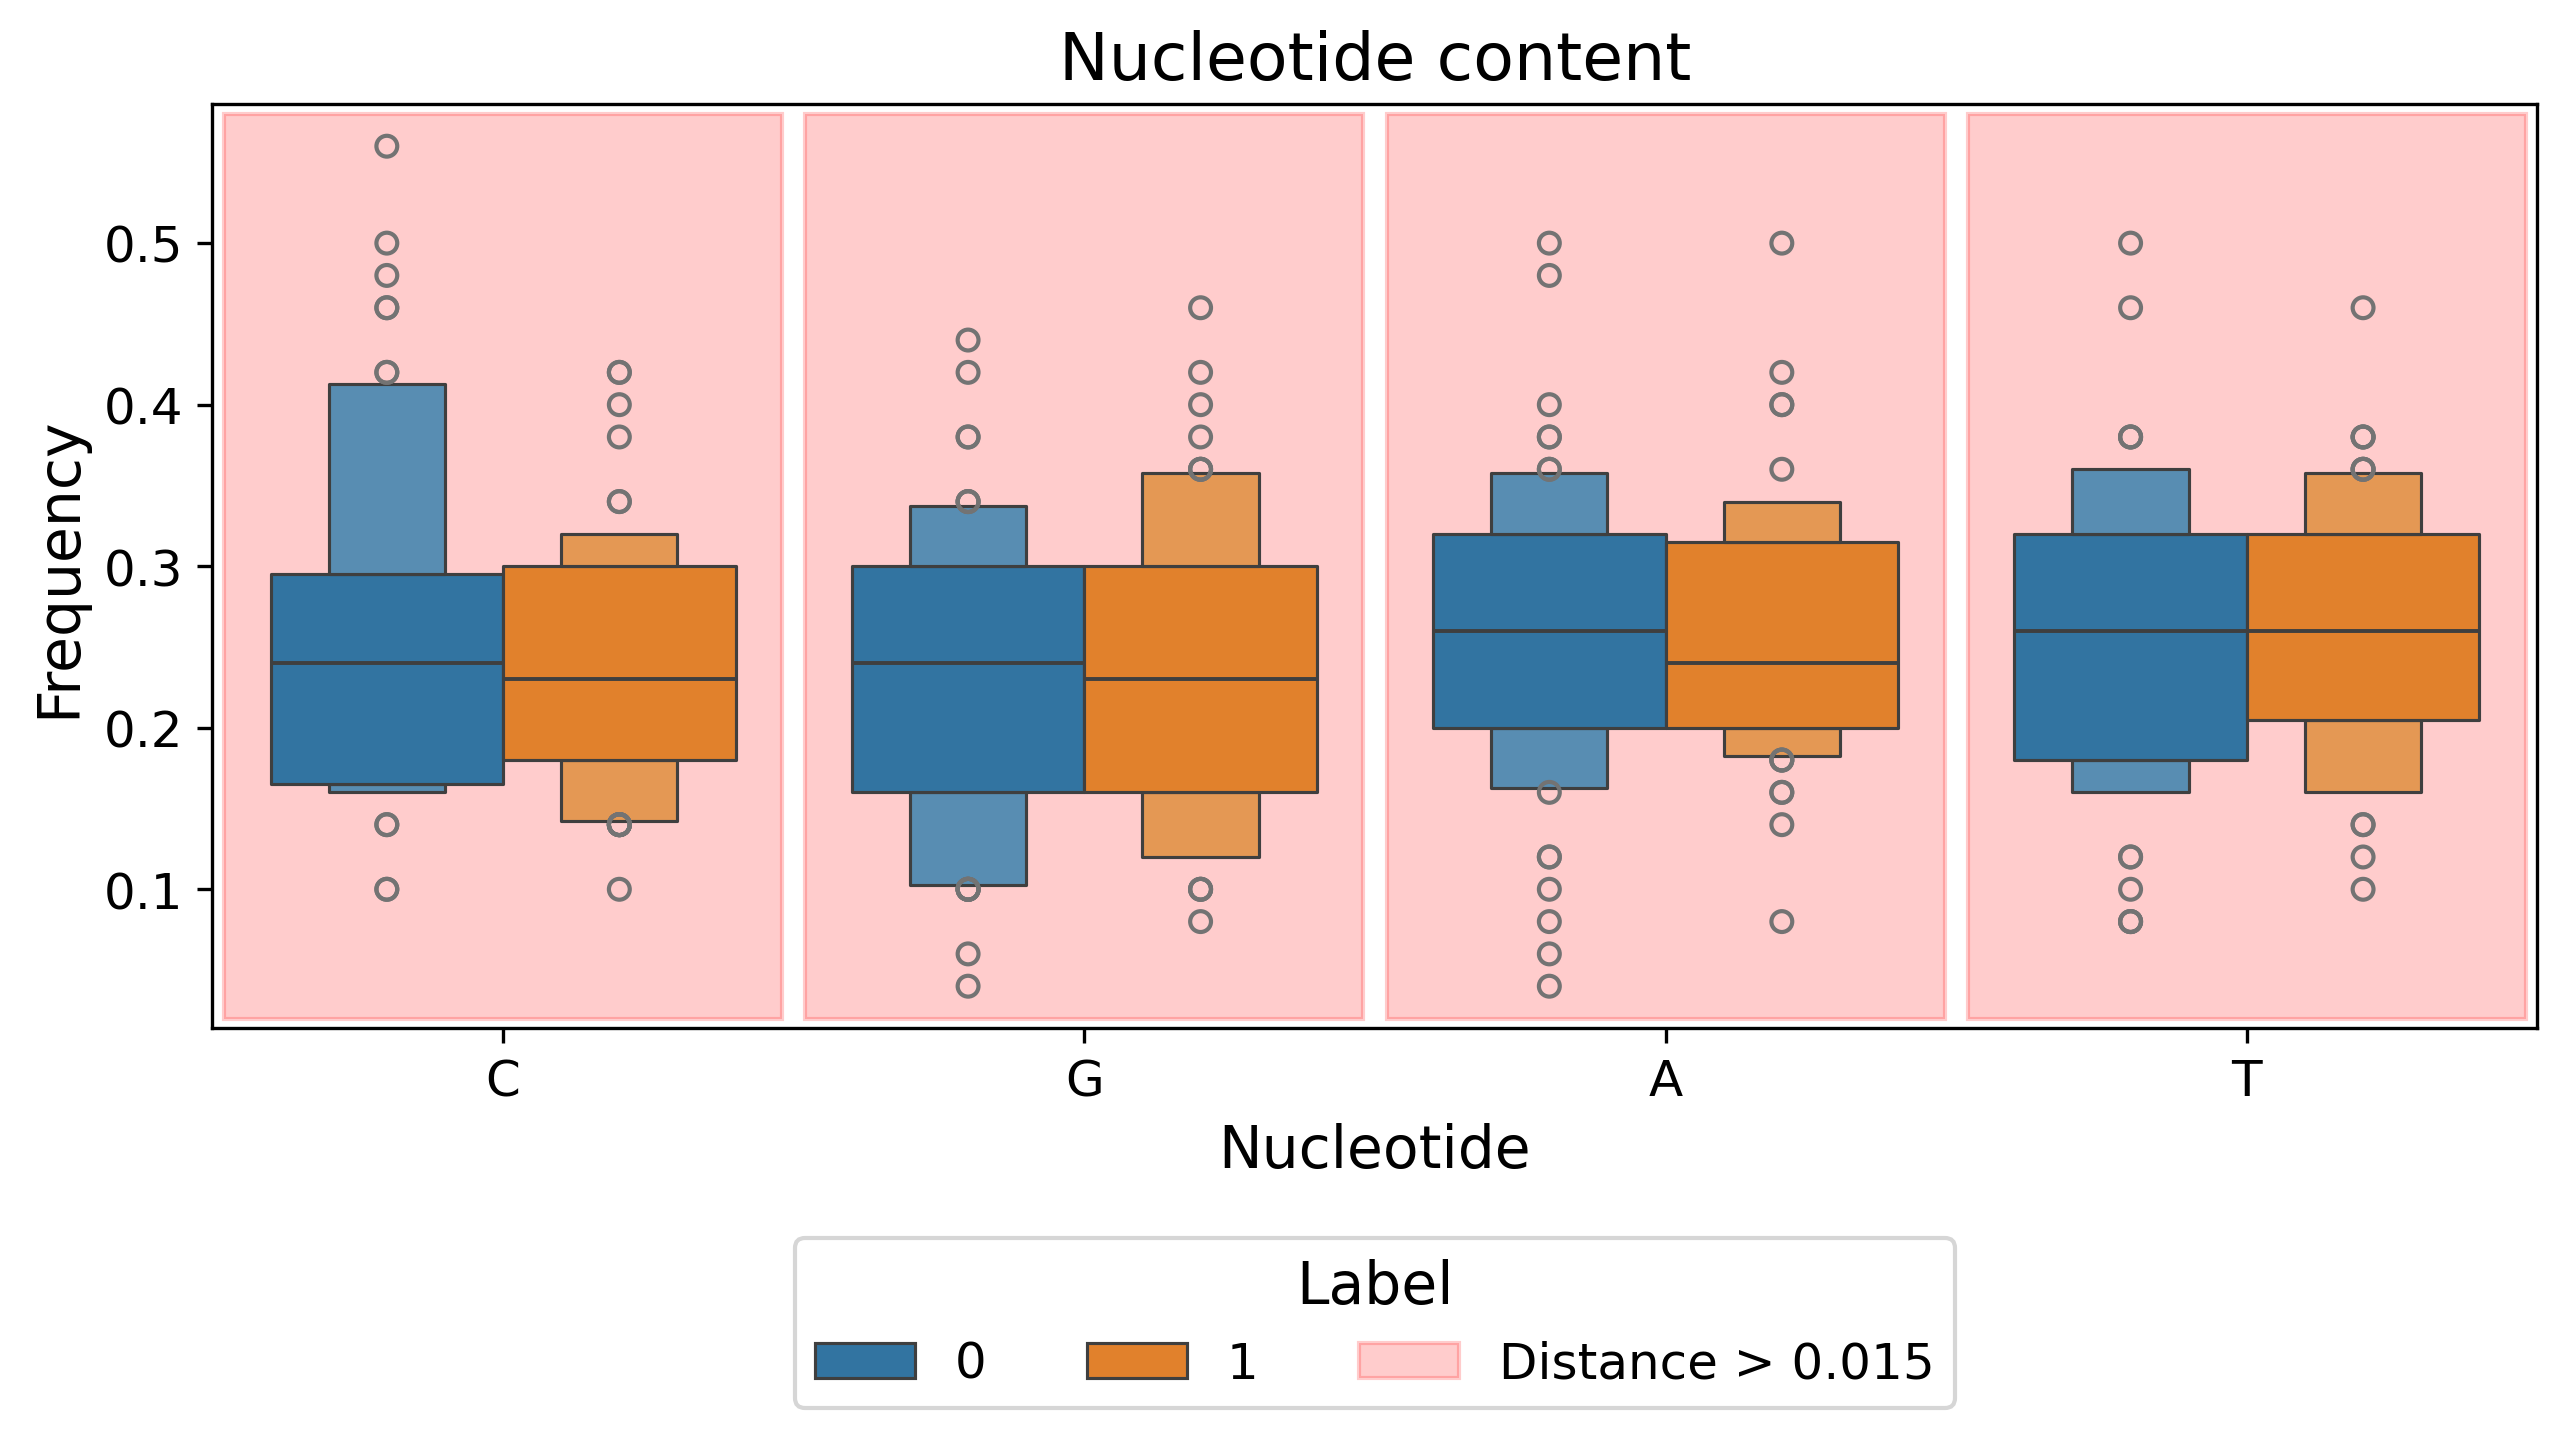 Nucleotide content
Frequency
0.5
0.4
0.3
0.2
0.1
C G A T
Nucleotide
Label
0 1 Distance > 0.015